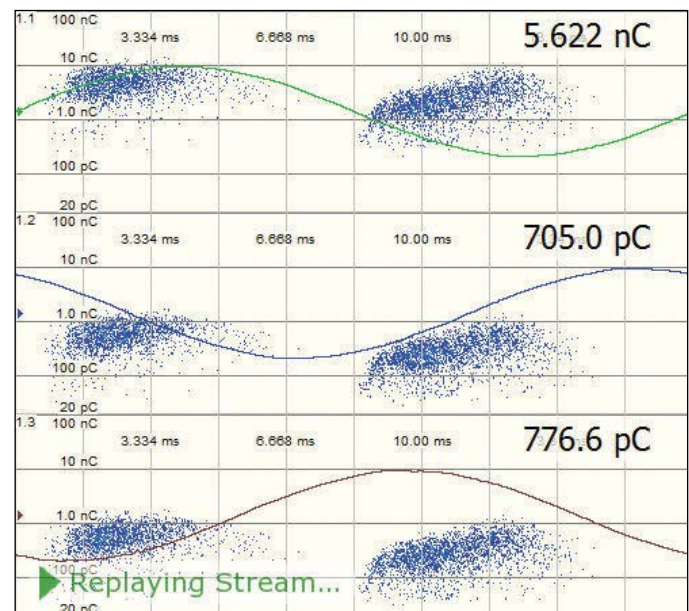 1.1 100 nC
3.334 ms 6.668 ms 10.00 ms 5.622 nC
10 nC
1.0 nC
100 pC
20 pC
1.2 100 nC
3.334 ms 6.668 ms 10.00 ms 705.0 pC
10 nC
1.0 nC
100 pC
20 pC
1.3 100 nC
3.334 ms 6.668 ms 10.00 ms 776.6 pC
10 nC
1.0 nC
100 pC
Replaying Stream...
20 pC